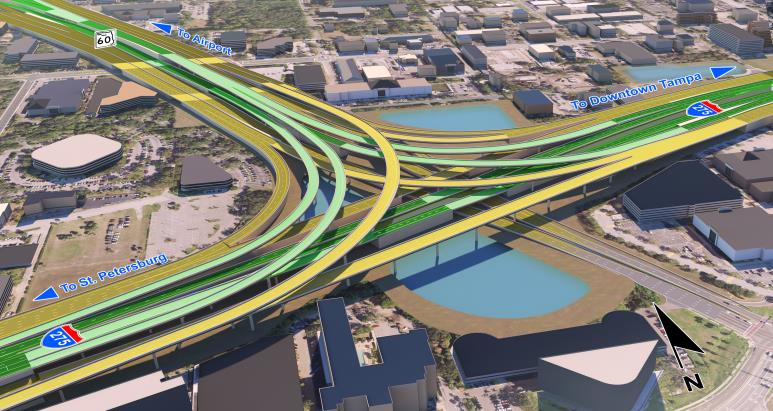 60
To Airport
To Downtown Tampa
275
To St. Petersburg
275
N